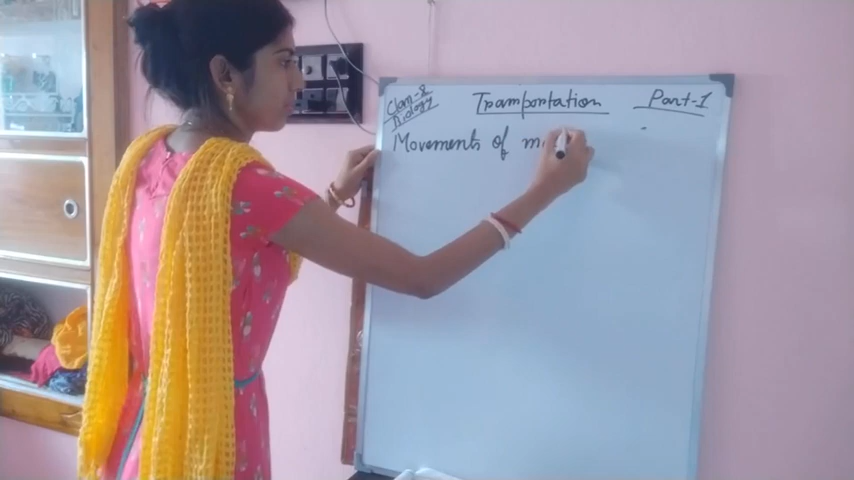 Class-8
Biology
Transportation
Part-1
Movements of m